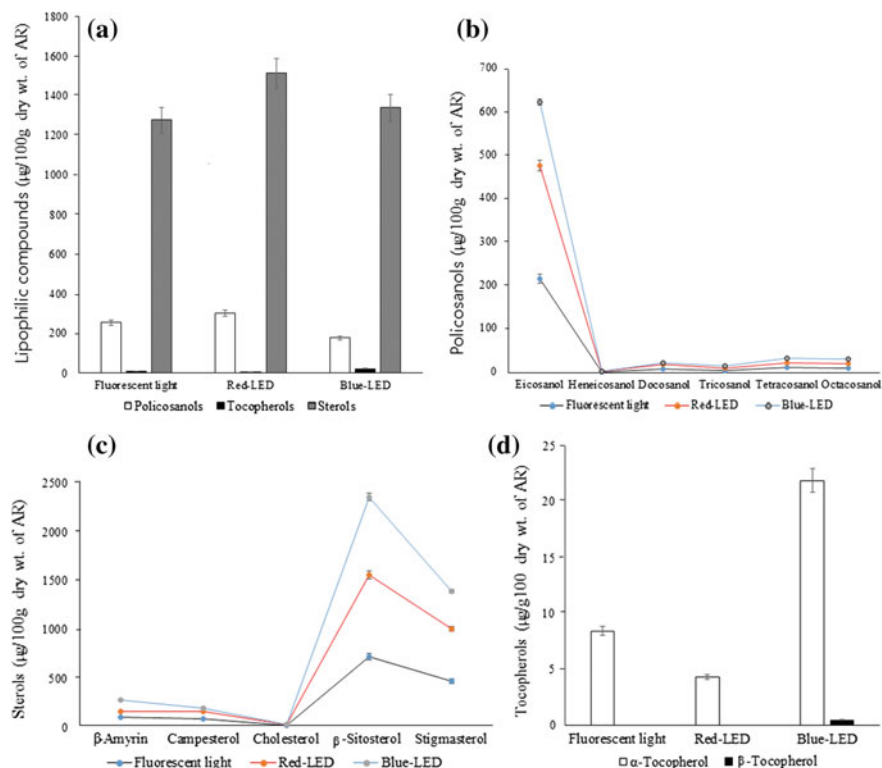 (a)
Lipophilic compounds (µg/100g dry wt. of AR)
1800
1600
1400
1200
1000
800
600
400
200
0
Fluorescent light Red-LED Blue-LED
Policosanols Tocopherols Sterols
(b)
Policosanols (µg/100g dry wt. of AR)
700
600
500
400
300
200
100
0
Eicosanol Heneicosanol Docosanol Tricosanol Tetracosanol Octacosanol
Fluorescent light Red-LED Blue-LED
(c)
Sterols (µg/100g dry wt. of AR)
2500
2000
1500
1000
500
0
β-Amyrin Campesterol Cholesterol β-Sitosterol Stigmasterol
Fluorescent light Red-LED Blue-LED
(d)
Tocopherols (µg/g100 dry wt. of AR)
25
20
15
10
5
0
Fluorescent light Red-LED Blue-LED
α-Tocopherol β-Tocopherol